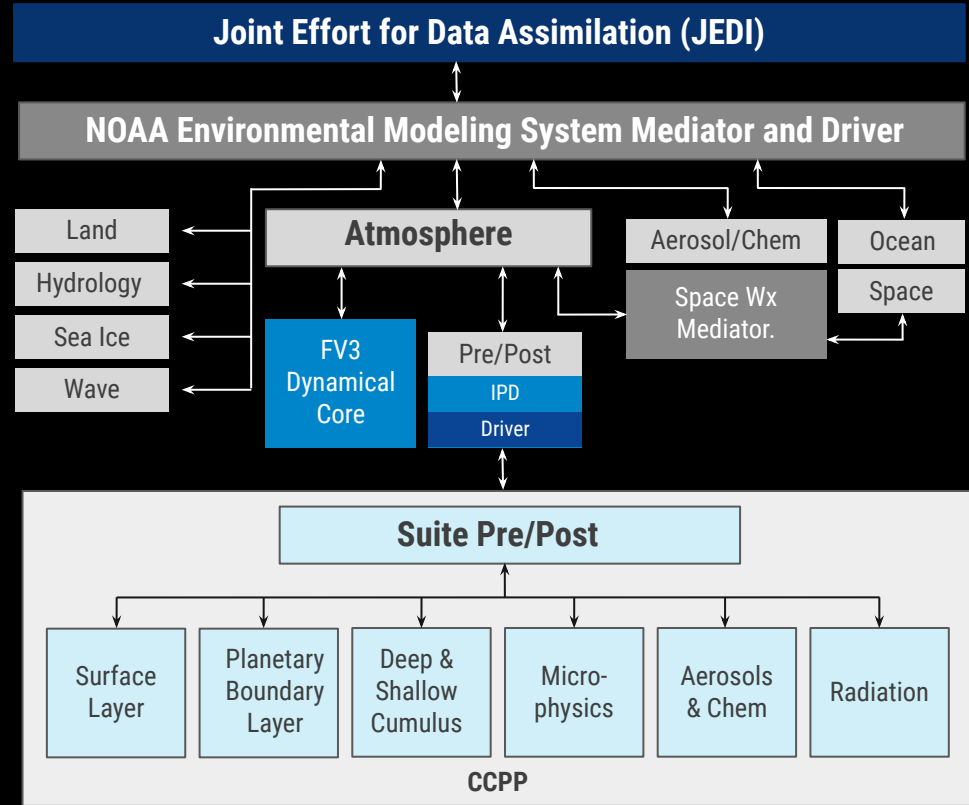 Joint Effort for Data Assimilation (JEDI)
NOAA Environmental Modeling System Mediator and Driver
Land
Hydrology
Sea Ice
Wave
Atmosphere
Aerosol/Chem
Ocean
Space Wx
Mediator.
Space
FV3
Dynamical
Core
Pre/Post
IPD
Driver
Suite Pre/Post
Surface
Layer
Planetary
Boundary
Layer
Deep &
Shallow
Cumulus
Micro-
physics
Aerosols
& Chem
Radiation
CCPP